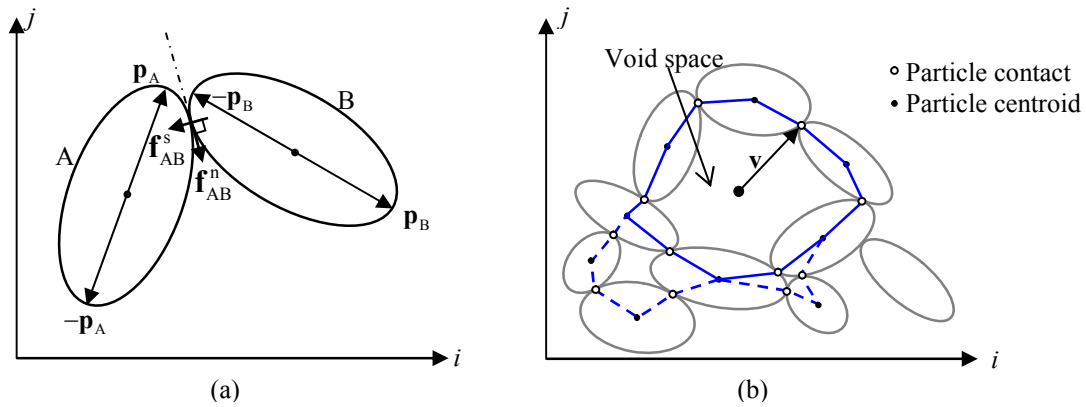 j
p_A
−p_B
B
A
f^s_AB
f^n_AB
p_B
−p_A
i
(a)
j
Void space
Particle contact
Particle centroid
v
i
(b)